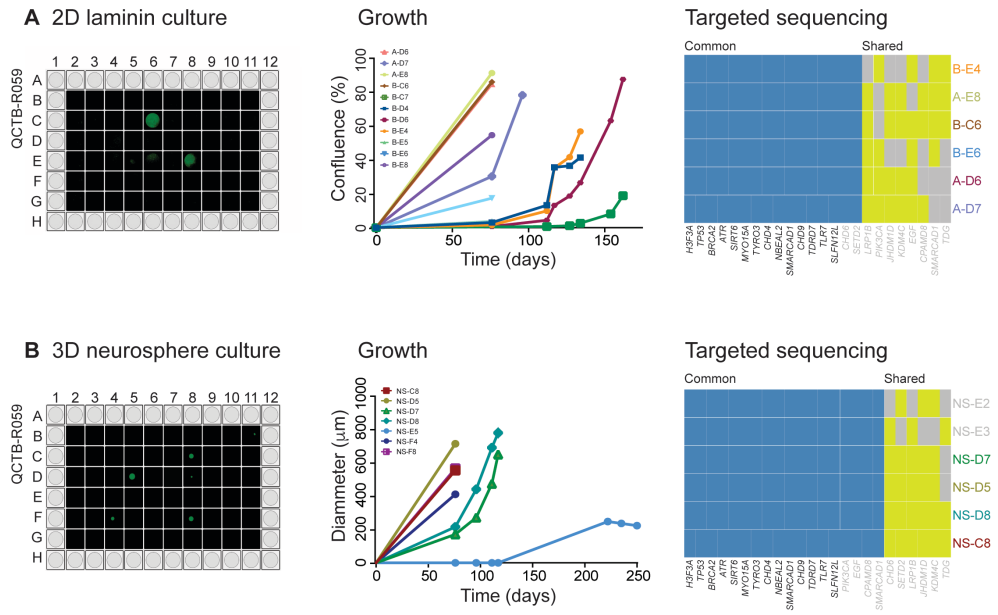 A 2D laminin culture
Growth
Targeted sequencing
QCTB-R059
1 2 3 4 5 6 7 8 9 10 11 12
A
B
C
D
E
F
G
H
Confluence (%)
100
80
60
40
20
0
0 50 100 150
Time (days)
A-D6
A-D7
A-E8
B-C6
B-C7
B-D4
B-D6
B-E4
B-E5
B-E6
B-E8
Common Shared
B-E4
A-E8
B-C6
B-E6
A-D6
A-D7
H3F3A
TP53
BRCA2
ATR
SIRT6
MYO15A
TYRO3
CHD4
NBEAL2
SMARCAD1
CHD9
TDRD7
TLR7
SLFN12L
CHD6
SETD2
LRP1B
PIK3CA
JHDM1D
KDM4C
EGF
CPAMD8
SMARCAD1
TDG
B 3D neurosphere culture
Growth
Targeted sequencing
QCTB-R059
1 2 3 4 5 6 7 8 9 10 11 12
A
B
C
D
E
F
G
H
Diammeter (μm)
1000
800
600
400
200
0
0 50 100 150 200 250
Time (days)
NS-C8
NS-D5
NS-D7
NS-D8
NS-E5
NS-F4
NS-F8
Common Shared
NS-E2
NS-E3
NS-D7
NS-D5
NS-D8
NS-C8
H3F3A
TP53
BRCA2
ATR
SIRT6
MYO15A
TYRO3
CHD4
NBEAL2
SMARCAD1
CHD9
TDRD7
TLR7
SLFN12L
PIK3CA
EGF
CPAMD8
SMARCAD1
CHD6
SETD2
LRP1B
JHDM1D
KDM4C
TDG